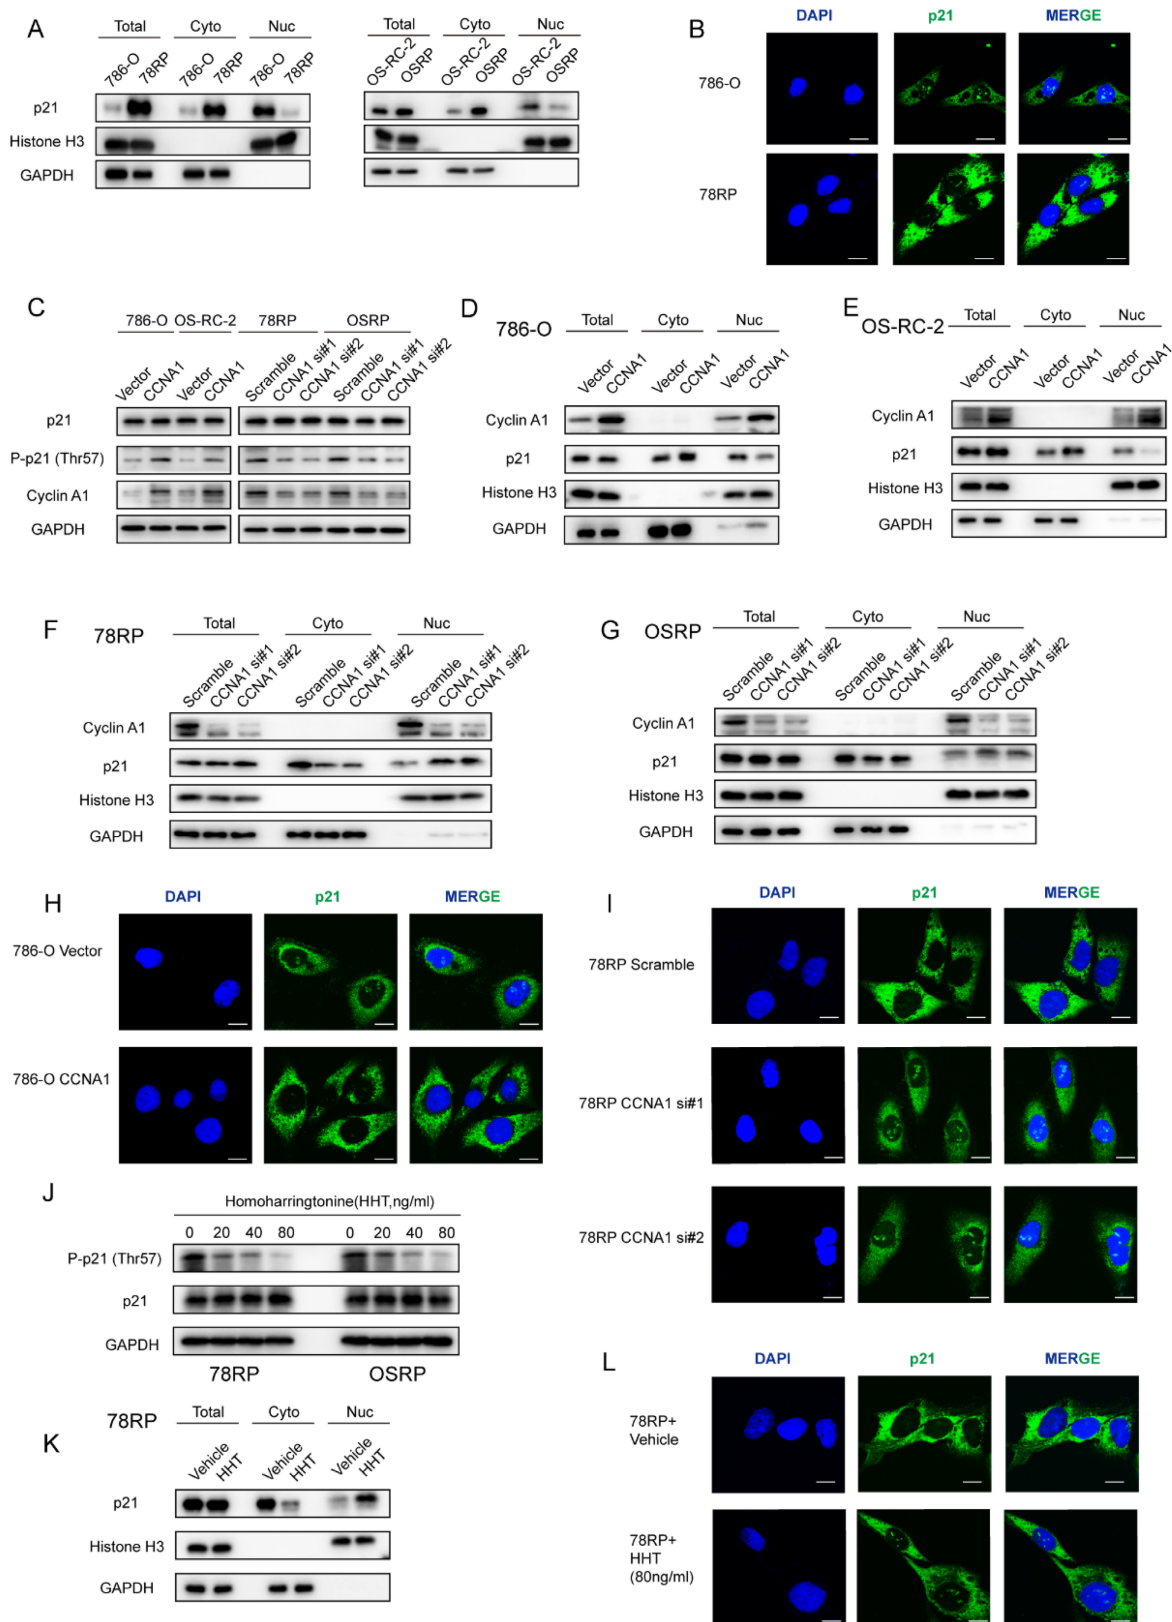 A
Total Cyto Nuc
786-O 78RP 786-O 78RP 786-O 78RP
p21
Histone H3
GAPDH
Total Cyto Nuc
OS-RC-2 OSRP OS-RC-2 OSRP OS-RC-2 OSRP
B
DAPI p21 MERGE
786-O
78RP
C
786-O OS-RC-2 78RP OSRP
Vector CCNA1 Vector CCNA1 Scramble CCNA1 si#1 CCNA1 si#2 Scramble CCNA1 si#1 CCNA1 si#2
p21
P-p21 (Thr57)
Cyclin A1
GAPDH
D
786-O
Total Cyto Nuc
Vector CCNA1 Vector CCNA1 Vector CCNA1
Cyclin A1
p21
Histone H3
GAPDH
E
OS-RC-2
Total Cyto Nuc
Vector CCNA1 Vector CCNA1 Vector CCNA1
Cyclin A1
p21
Histone H3
GAPDH
F
78RP
Total Cyto Nuc
Scramble CCNA1 si#1 CCNA1 si#2 Scramble CCNA1 si#1 CCNA1 si#2 Scramble CCNA1 si#1 CCNA1 si#2
Cyclin A1
p21
Histone H3
GAPDH
G
OSRP
Total Cyto Nuc
Scramble CCNA1 si#1 CCNA1 si#2 Scramble CCNA1 si#1 CCNA1 si#2 Scramble CCNA1 si#1 CCNA1 si#2
Cyclin A1
p21
Histone H3
GAPDH
H
DAPI p21 MERGE
786-O Vector
786-O CCNA1
I
DAPI p21 MERGE
78RP Scramble
78RP CCNA1 si#1
78RP CCNA1 si#2
J
Homoharringtonine(HHT,ng/ml)
0 20 40 80 0 20 40 80
P-p21 (Thr57)
p21
GAPDH
78RP OSRP
K
78RP
Total Cyto Nuc
Vehicle HHT Vehicle HHT Vehicle HHT
p21
Histone H3
GAPDH
L
DAPI p21 MERGE
78RP+
Vehicle
78RP+
HHT
(80ng/ml)